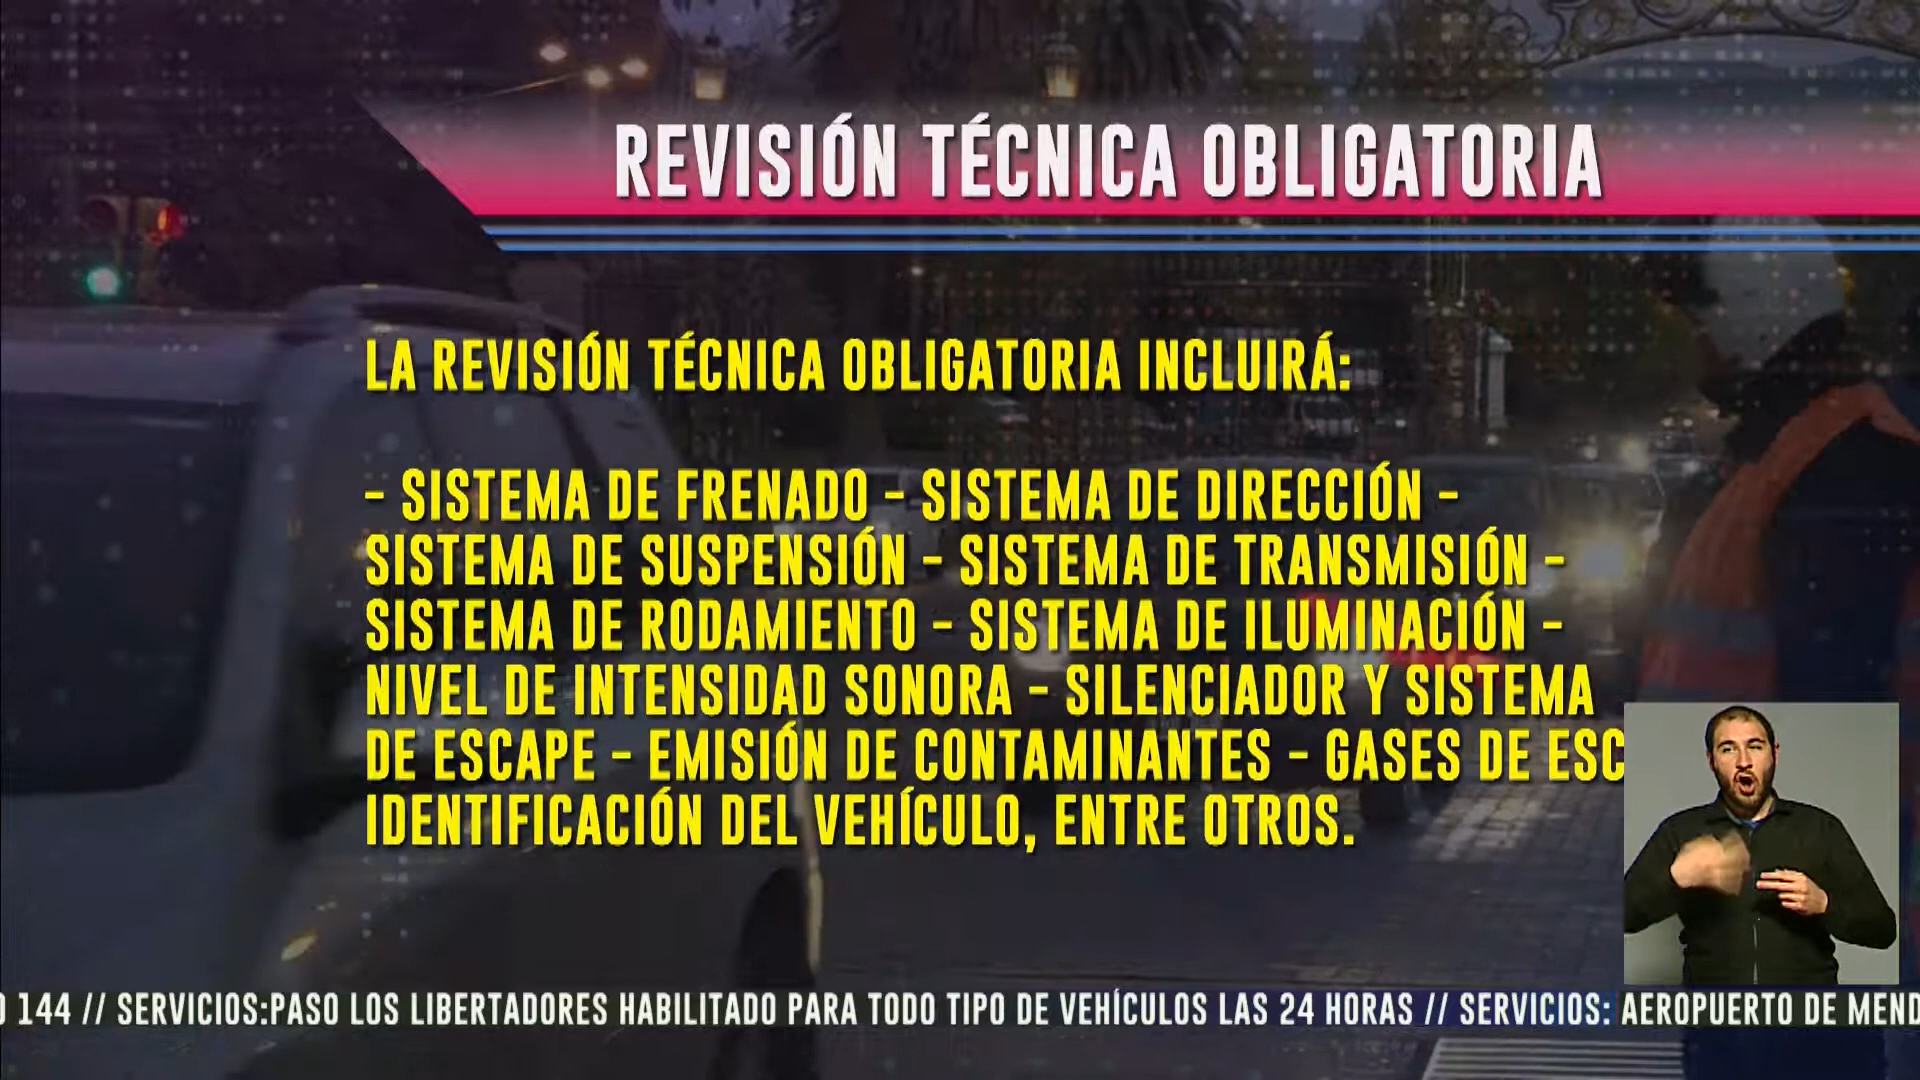 REVISIÓN TÉCNICA OBLIGATORIA
LA REVISIÓN TÉCNICA OBLIGATORIA INCLUIRÁ:
- SISTEMA DE FRENADO - SISTEMA DE DIRECCIÓN -
SISTEMA DE SUSPENSIÓN - SISTEMA DE TRANSMISIÓN -
SISTEMA DE RODAMIENTO - SISTEMA DE ILUMINACIÓN -
NIVEL DE INTENSIDAD SONORA - SILENCIADOR Y SISTEMA
DE ESCAPE - EMISIÓN DE CONTAMINANTES - GASES DE ESC
IDENTIFICACIÓN DEL VEHÍCULO, ENTRE OTROS.
144 // SERVICIOS:PASO LOS LIBERTADORES HABILITADO PARA TODO TIPO DE VEHÍCULOS LAS 24 HORAS // SERVICIOS: AEROPUERTO DE MEND